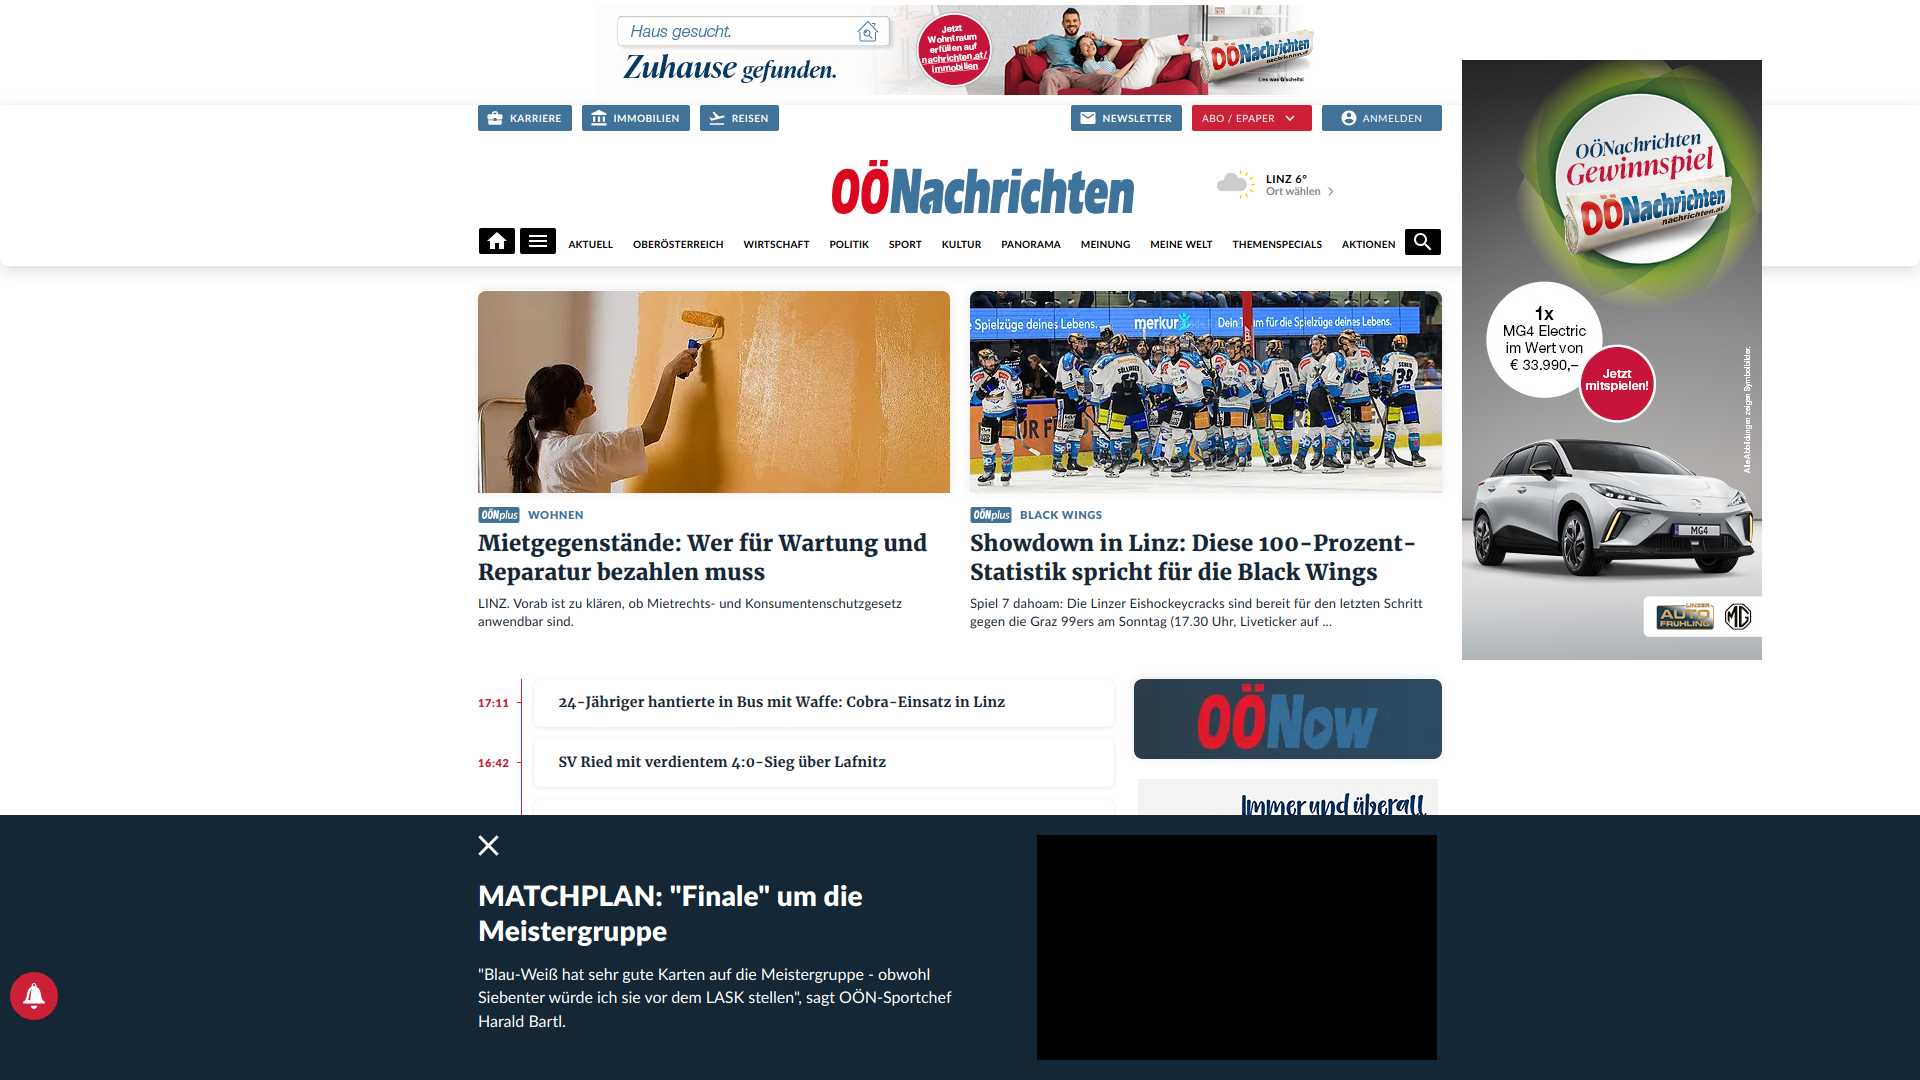 Haus gesucht.
Zuhause gefunden.
Jetzt
Wohntraum
erfüllen auf
nachrichten.at/
immobilien
OÖNachrichten
nachrichten.at
KARRIERE
IMMOBILIEN
REISEN
NEWSLETTER
ABO / EPAPER
ANMELDEN
OÖNachrichten
LINZ 6°
Ort wählen
AKTUELL
OBERÖSTERREICH
WIRTSCHAFT
POLITIK
SPORT
KULTUR
PANORAMA
MEINUNG
MEINE WELT
THEMENSPECIALS
AKTIONEN
e Spielzüge deines Lebens.
merkur
Dein Team für die Spielzüge deines Lebens.
OÖNplus WOHNEN
Mietgegenstände: Wer für Wartung und
Reparatur bezahlen muss
LINZ. Vorab ist zu klären, ob Mietrechts- und Konsumentenschutzgesetz
anwendbar sind.
OÖNplus BLACK WINGS
Showdown in Linz: Diese 100-Prozent-
Statistik spricht für die Black Wings
Spiel 7 dahoam: Die Linzer Eishockeycracks sind bereit für den letzten Schritt
gegen die Graz 99ers am Sonntag (17.30 Uhr, Liveticker auf ...
17:11
24-Jähriger hantierte in Bus mit Waffe: Cobra-Einsatz in Linz
16:42
SV Ried mit verdientem 4:0-Sieg über Lafnitz
OÖNow
Immer und überall
OÖNachrichten
Gewinnspiel
OÖNachrichten
nachrichten.at
1x
MG4 Electric
im Wert von
€ 33.990,–
Jetzt
mitspielen!
Alle Abbildungen zeigen Symbolbilder.
MG4
LINZER
AUTO
FRÜHLING
MG
MATCHPLAN: "Finale" um die
Meistergruppe
"Blau-Weiß hat sehr gute Karten auf die Meistergruppe - obwohl
Siebenter würde ich sie vor dem LASK stellen", sagt OÖN-Sportchef
Harald Bartl.